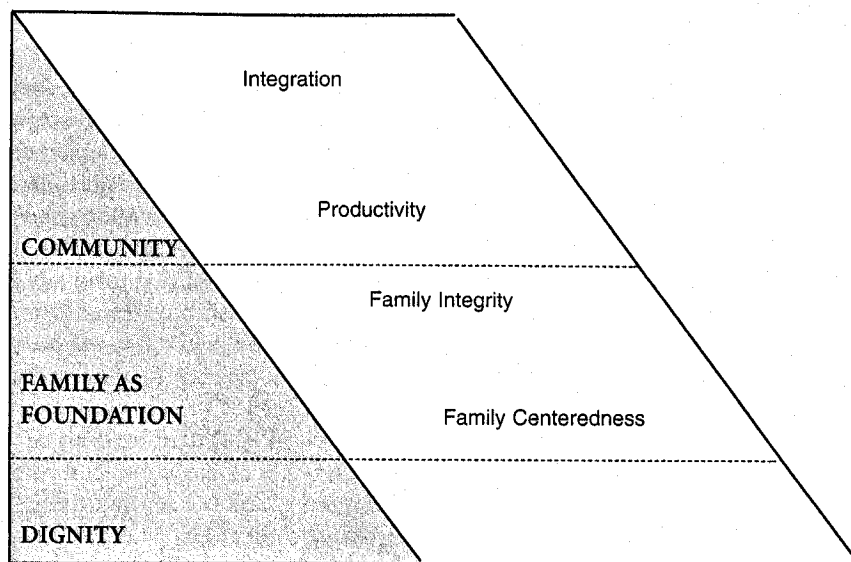 Integration
Productivity
COMMUNITY
Family Integrity
FAMILY AS
FOUNDATION
Family Centeredness
DIGNITY